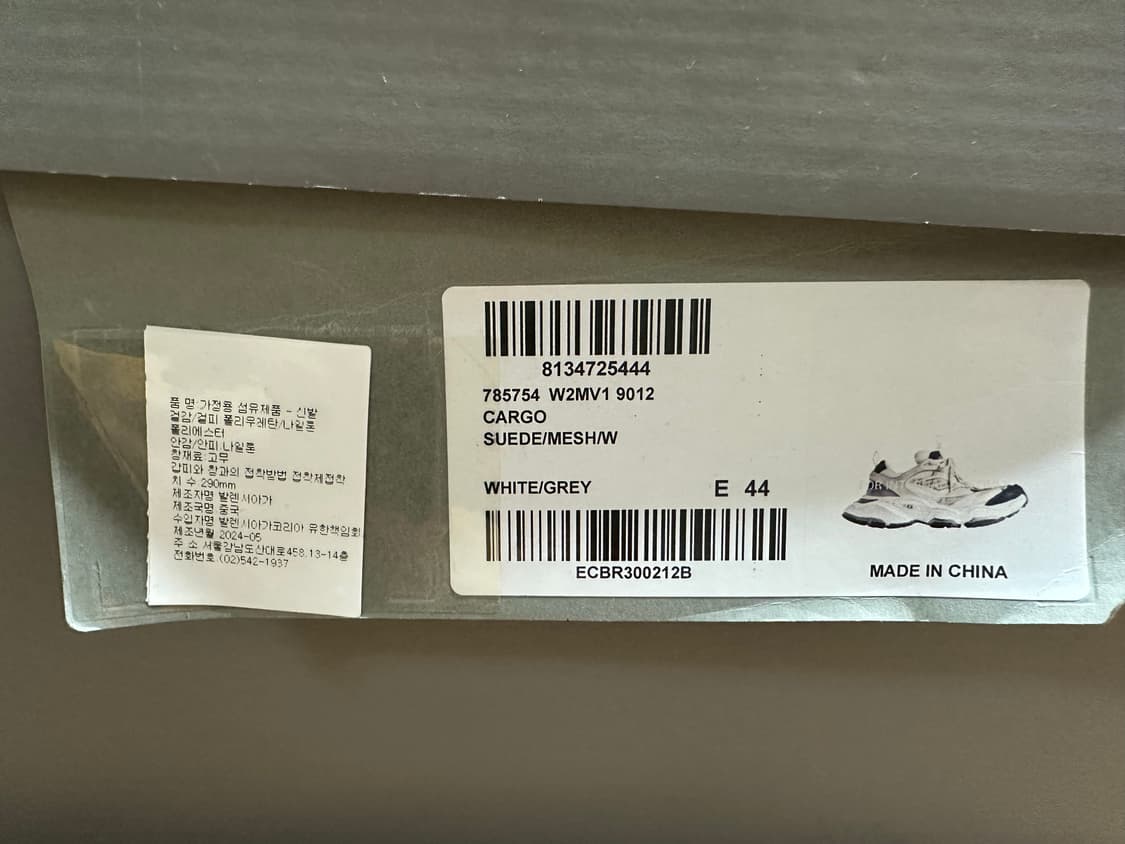 품 명:가정용 섬유제품 - 신발
겉감/겉피 폴리우레탄/나일론
폴리에스터
안감/안피:나일론
창재료:고무
갑피와 창과의 접착방법 접착제접착
치 수:290mm
제조자명 발렌시아가
제조국명 중국
수입자명 발렌시아가코리아 유한책임회
제조년월 2024-05
주 소 서울강남도산대로458,13-14층
전화번호 (02)542-1937
8134725444
785754 W2MV1 9012
CARGO
SUEDE/MESH/W
WHITE/GREY E 44
ECBR300212B
MADE IN CHINA